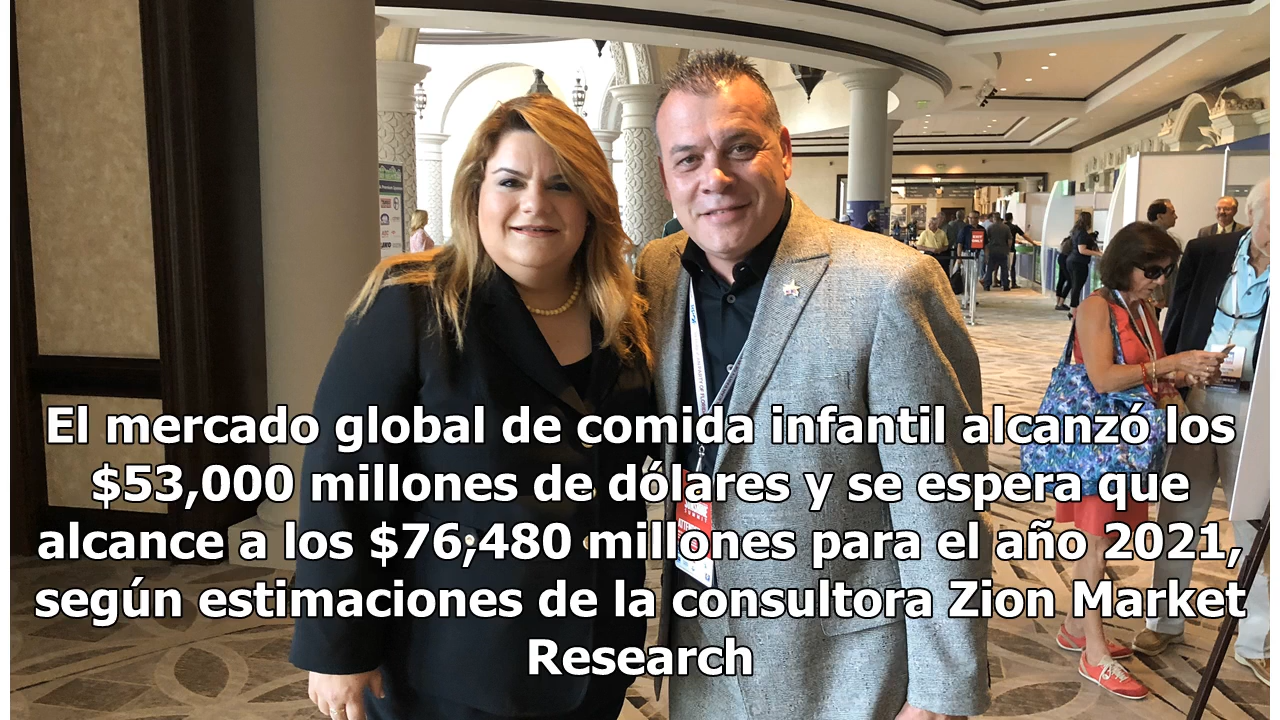 El mercado global de comida infantil alcanzó los
$53,000 millones de dólares y se espera que
alcance a los $76,480 millones para el año 2021,
según estimaciones de la consultora Zion Market
Research